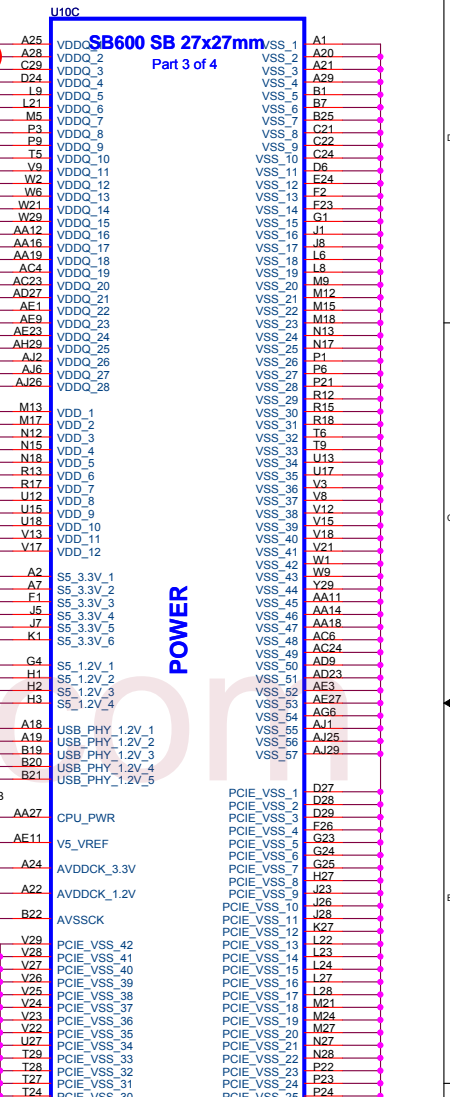 U10C
SB600 SB 27x27mm
Part 3 of 4
A25 VDDQ_1 VSS_1 A1
A28 VDDQ_2 VSS_2 A20
C29 VDDQ_3 VSS_3 A21
D24 VDDQ_4 VSS_4 A29
L9 VDDQ_5 VSS_5 B1
L21 VDDQ_6 VSS_6 B7
M5 VDDQ_7 VSS_7 B25
P3 VDDQ_8 VSS_8 C21
P9 VDDQ_9 VSS_9 C22
T5 VDDQ_10 VSS_10 C24
V9 VDDQ_11 VSS_11 D6
W2 VDDQ_12 VSS_12 E24
W6 VDDQ_13 VSS_13 F2
W21 VDDQ_14 VSS_14 F23
W29 VDDQ_15 VSS_15 G1
AA12 VDDQ_16 VSS_16 J1
AA16 VDDQ_17 VSS_17 J8
AA19 VDDQ_18 VSS_18 L6
AC4 VDDQ_19 VSS_19 L8
AC23 VDDQ_20 VSS_20 M9
AD27 VDDQ_21 VSS_21 M12
AE1 VDDQ_22 VSS_22 M15
AE9 VDDQ_23 VSS_23 M18
AE23 VDDQ_24 VSS_24 N13
AH29 VDDQ_25 VSS_25 N17
AJ2 VDDQ_26 VSS_26 P1
AJ6 VDDQ_27 VSS_27 P6
AJ26 VDDQ_28 VSS_28 P21
VSS_29 R12
M13 VDD_1 VSS_30 R15
M17 VDD_2 VSS_31 R18
N12 VDD_3 VSS_32 T6
N15 VDD_4 VSS_33 T9
N18 VDD_5 VSS_34 U13
R13 VDD_6 VSS_35 U17
R17 VDD_7 VSS_36 V3
U12 VDD_8 VSS_37 V8
U15 VDD_9 VSS_38 V12
U18 VDD_10 VSS_39 V15
V13 VDD_11 VSS_40 V18
V17 VDD_12 VSS_41 V21
VSS_42 W1
A2 S5_3.3V_1 VSS_43 W9
A7 S5_3.3V_2 VSS_44 Y29
F1 S5_3.3V_3 VSS_45 AA11
J5 S5_3.3V_4 VSS_46 AA14
J7 S5_3.3V_5 VSS_47 AA18
K1 S5_3.3V_6 VSS_48 AC6
POWER
VSS_49 AC24
G4 S5_1.2V_1 VSS_50 AD9
H1 S5_1.2V_2 VSS_51 AD23
H2 S5_1.2V_3 VSS_52 AE3
H3 S5_1.2V_4 VSS_53 AE27
VSS_54 AG6
A18 USB_PHY_1.2V_1 VSS_55 AJ1
A19 USB_PHY_1.2V_2 VSS_56 AJ25
B19 USB_PHY_1.2V_3 VSS_57 AJ29
B20 USB_PHY_1.2V_4
B21 USB_PHY_1.2V_5
com
PCIE_VSS_1 D27
PCIE_VSS_2 D28
AA27 CPU_PWR PCIE_VSS_3 D29
PCIE_VSS_4 F26
AE11 V5_VREF PCIE_VSS_5 G23
PCIE_VSS_6 G24
A24 AVDDCK_3.3V PCIE_VSS_7 G25
PCIE_VSS_8 H27
A22 AVDDCK_1.2V PCIE_VSS_9 J23
PCIE_VSS_10 J26
B22 AVSSCK PCIE_VSS_11 J28
PCIE_VSS_12 K27
V29 PCIE_VSS_42 PCIE_VSS_13 L22
V28 PCIE_VSS_41 PCIE_VSS_14 L23
V27 PCIE_VSS_40 PCIE_VSS_15 L24
V26 PCIE_VSS_39 PCIE_VSS_16 L27
V25 PCIE_VSS_38 PCIE_VSS_17 L28
V24 PCIE_VSS_37 PCIE_VSS_18 M21
V23 PCIE_VSS_36 PCIE_VSS_19 M24
V22 PCIE_VSS_35 PCIE_VSS_20 M27
U27 PCIE_VSS_34 PCIE_VSS_21 N27
T29 PCIE_VSS_33 PCIE_VSS_22 N28
T28 PCIE_VSS_32 PCIE_VSS_23 P22
T27 PCIE_VSS_31 PCIE_VSS_24 P23
T24 PCIE_VSS_30 PCIE_VSS_25 P24